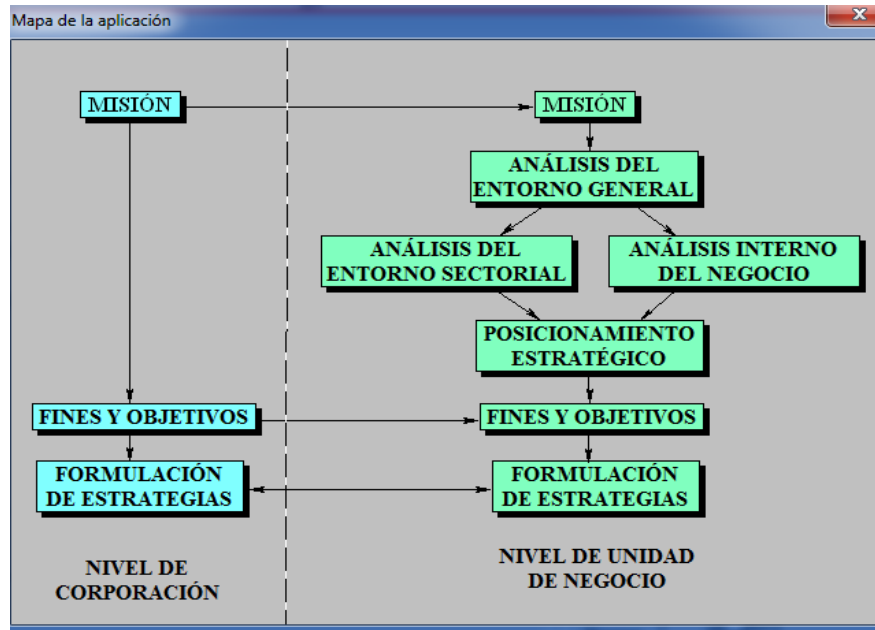 Mapa de la aplicación
MISIÓN
MISIÓN
ANÁLISIS DEL
ENTORNO GENERAL
ANÁLISIS DEL
ENTORNO SECTORIAL
ANÁLISIS INTERNO
DEL NEGOCIO
POSICIONAMIENTO
ESTRATÉGICO
FINES Y OBJETIVOS
FINES Y OBJETIVOS
FORMULACIÓN
DE ESTRATEGIAS
FORMULACIÓN
DE ESTRATEGIAS
NIVEL DE
CORPORACIÓN
NIVEL DE UNIDAD
DE NEGOCIO